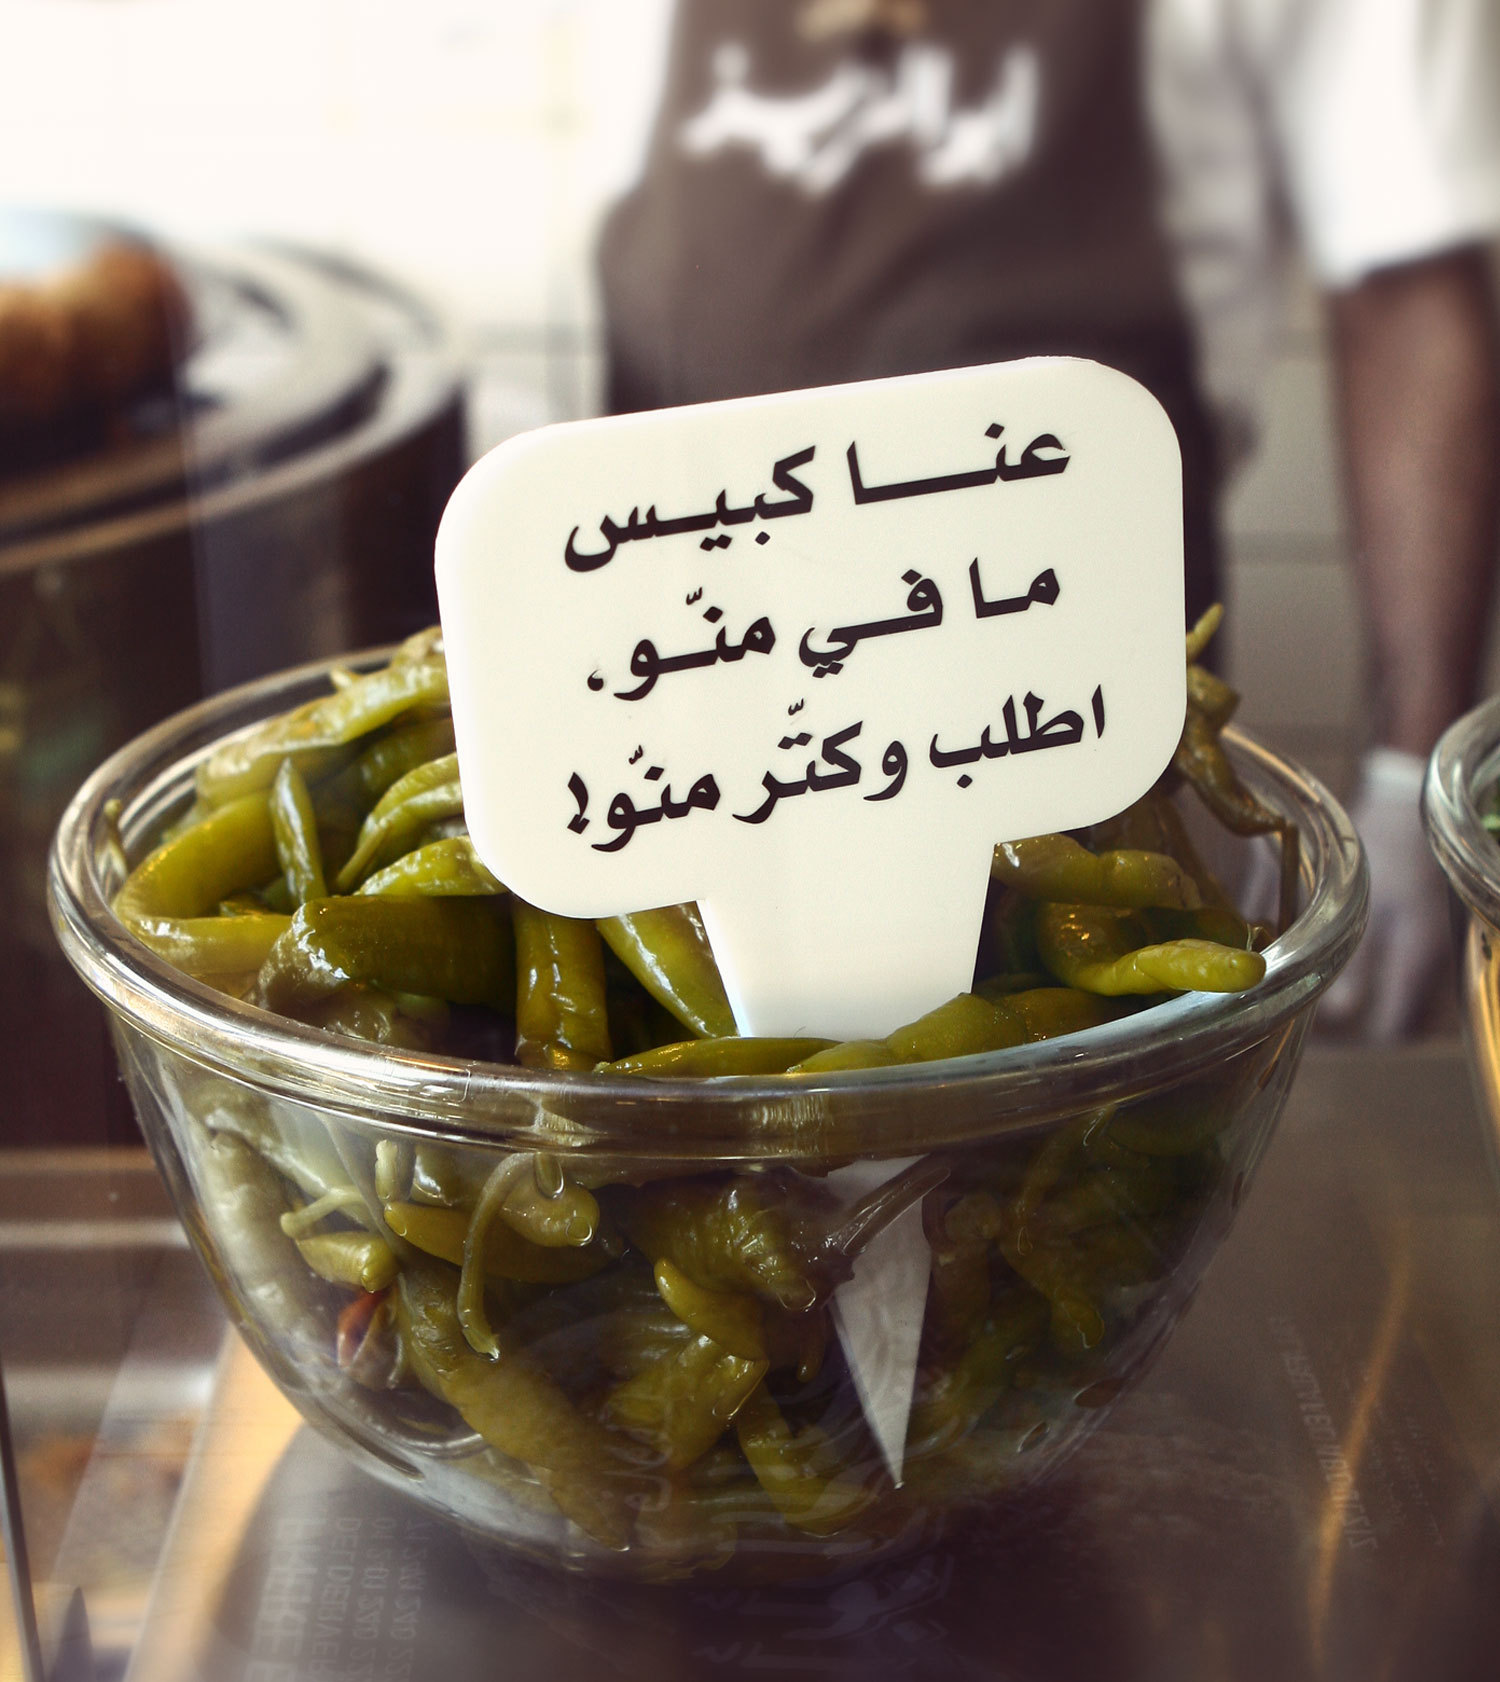 عنا كبيس
ما في منّو،
اطلب وكتّر منّو!